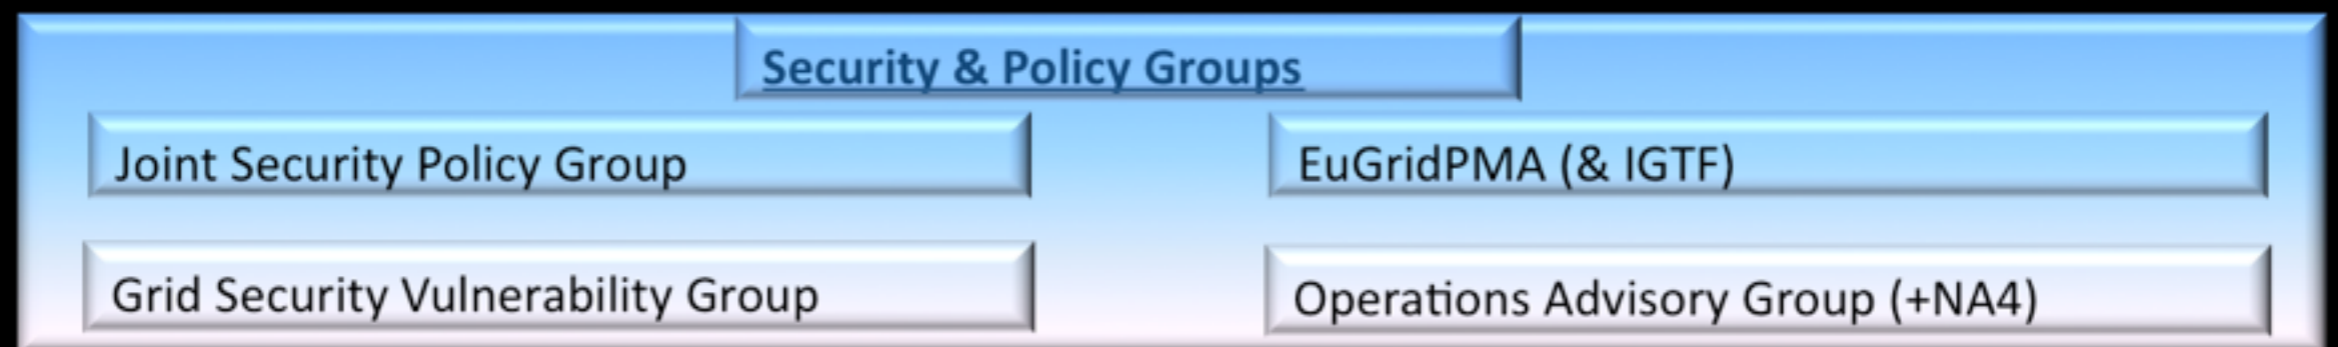 Security & Policy Groups
Joint Security Policy Group
EuGridPMA (& IGTF)
Grid Security Vulnerability Group
Operations Advisory Group (+NA4)